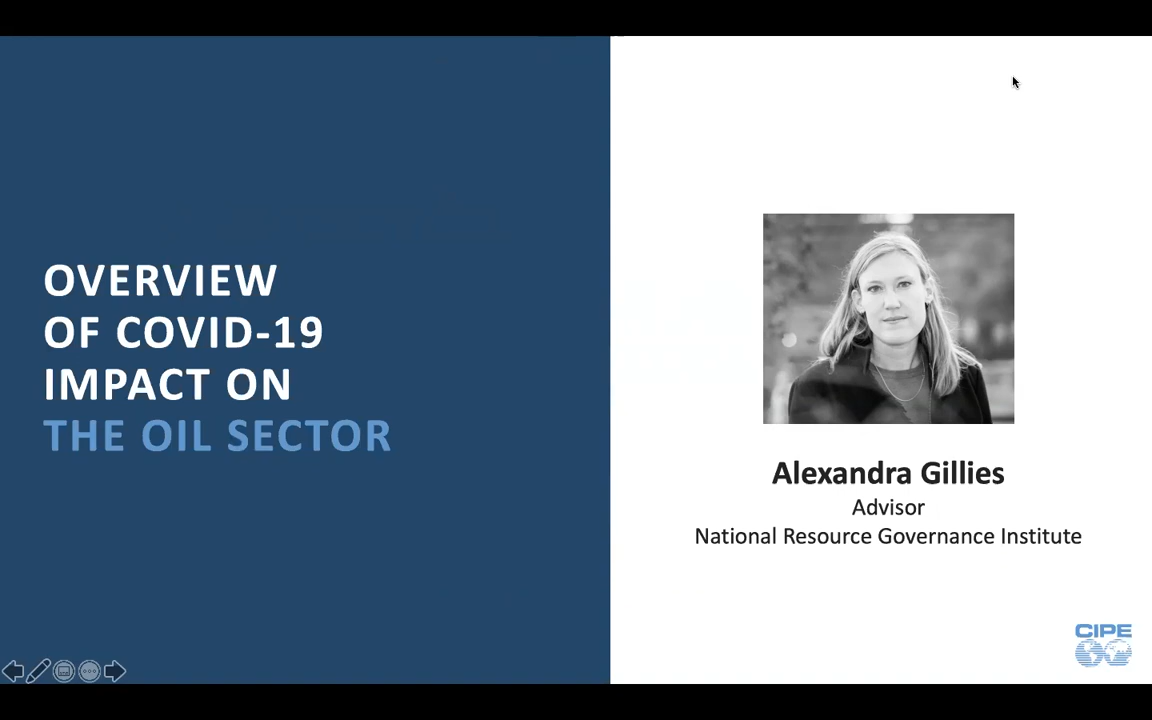 OVERVIEW
OF COVID-19
IMPACT ON
THE OIL SECTOR
Alexandra Gillies
Advisor
National Resource Governance Institute
CIPE